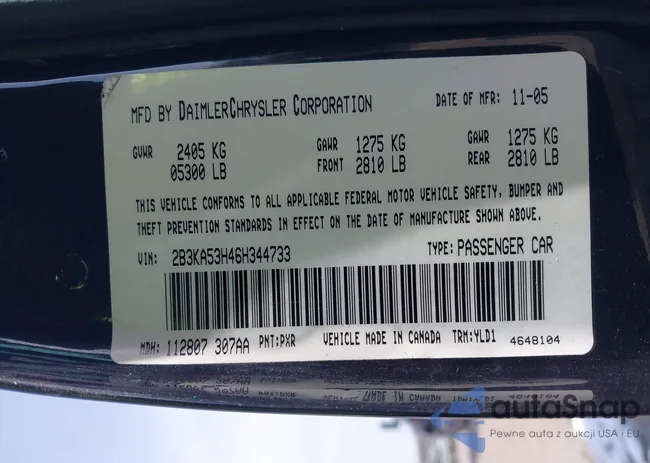 MFD BY DAIMLERCHRYSLER CORPORATION DATE OF MFR: 11-05
GVWR 2405 KG GAWR 1275 KG GAWR 1275 KG
05300 LB FRONT 2810 LB REAR 2810 LB
THIS VEHICLE CONFORMS TO ALL APPLICABLE FEDERAL MOTOR VEHICLE SAFETY, BUMPER AND
THEFT PREVENTION STANDARDS IN EFFECT ON THE DATE OF MANUFACTURE SHOWN ABOVE.
VIN: 2B3KA53H46H344733 TYPE: PASSENGER CAR
MDH: 112807 307AA PNT: PXR VEHICLE MADE IN CANADA TRM: YLD1 4648104
autaSnap
Pewne auta z aukcji USA i EU